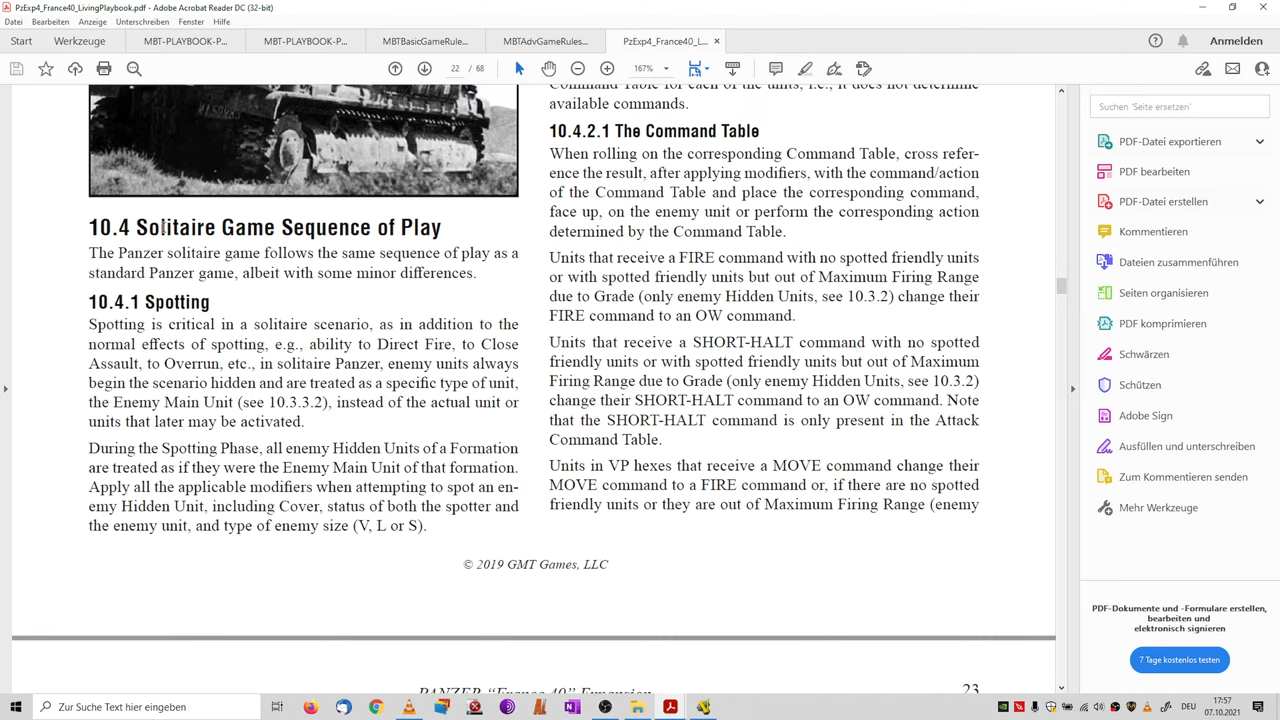 PzExp4_France40_LivingPlaybook.pdf - Adobe Acrobat Reader DC (32-bit)
Datei Bearbeiten Anzeige Unterschreiben Fenster Hilfe
Start Werkzeuge MBT-PLAYBOOK-P... MBT-PLAYBOOK-P... MBTBasicGameRule... MBTAdvGameRules... PzExp4_France40_L... × Anmelden
22 / 68 167%
Command Table for each of the units, i.e., it does not determine
available commands.
10.4.2.1 The Command Table
When rolling on the corresponding Command Table, cross refer-
ence the result, after applying modifiers, with the command/action
of the Command Table and place the corresponding command,
face up, on the enemy unit or perform the corresponding action
determined by the Command Table.
Units that receive a FIRE command with no spotted friendly units
or with spotted friendly units but out of Maximum Firing Range
due to Grade (only enemy Hidden Units, see 10.3.2) change their
FIRE command to an OW command.
Units that receive a SHORT-HALT command with no spotted
friendly units or with spotted friendly units but out of Maximum
Firing Range due to Grade (only enemy Hidden Units, see 10.3.2)
change their SHORT-HALT command to an OW command. Note
that the SHORT-HALT command is only present in the Attack
Command Table.
Units in VP hexes that receive a MOVE command change their
MOVE command to a FIRE command or, if there are no spotted
friendly units or they are out of Maximum Firing Range (enemy
10.4 Solitaire Game Sequence of Play
The Panzer solitaire game follows the same sequence of play as a
standard Panzer game, albeit with some minor differences.
10.4.1 Spotting
Spotting is critical in a solitaire scenario, as in addition to the
normal effects of spotting, e.g., ability to Direct Fire, to Close
Assault, to Overrun, etc., in solitaire Panzer, enemy units always
begin the scenario hidden and are treated as a specific type of unit,
the Enemy Main Unit (see 10.3.3.2), instead of the actual unit or
units that later may be activated.
During the Spotting Phase, all enemy Hidden Units of a Formation
are treated as if they were the Enemy Main Unit of that formation.
Apply all the applicable modifiers when attempting to spot an en-
emy Hidden Unit, including Cover, status of both the spotter and
the enemy unit, and type of enemy size (V, L or S).
© 2019 GMT Games, LLC
PANZER "France 40" Expansion
23
Suchen 'Seite ersetzen'
PDF-Datei exportieren
PDF bearbeiten
PDF-Datei erstellen
Kommentieren
Dateien zusammenführen
Seiten organisieren
PDF komprimieren
Schwärzen
Schützen
Adobe Sign
Ausfüllen und unterschreiben
Zum Kommentieren senden
Mehr Werkzeuge
PDF-Dokumente und -Formulare erstellen,
bearbeiten und
elektronisch signieren
7 Tage kostenlos testen
Zur Suche Text hier eingeben
DEU
17:57
07.10.2021